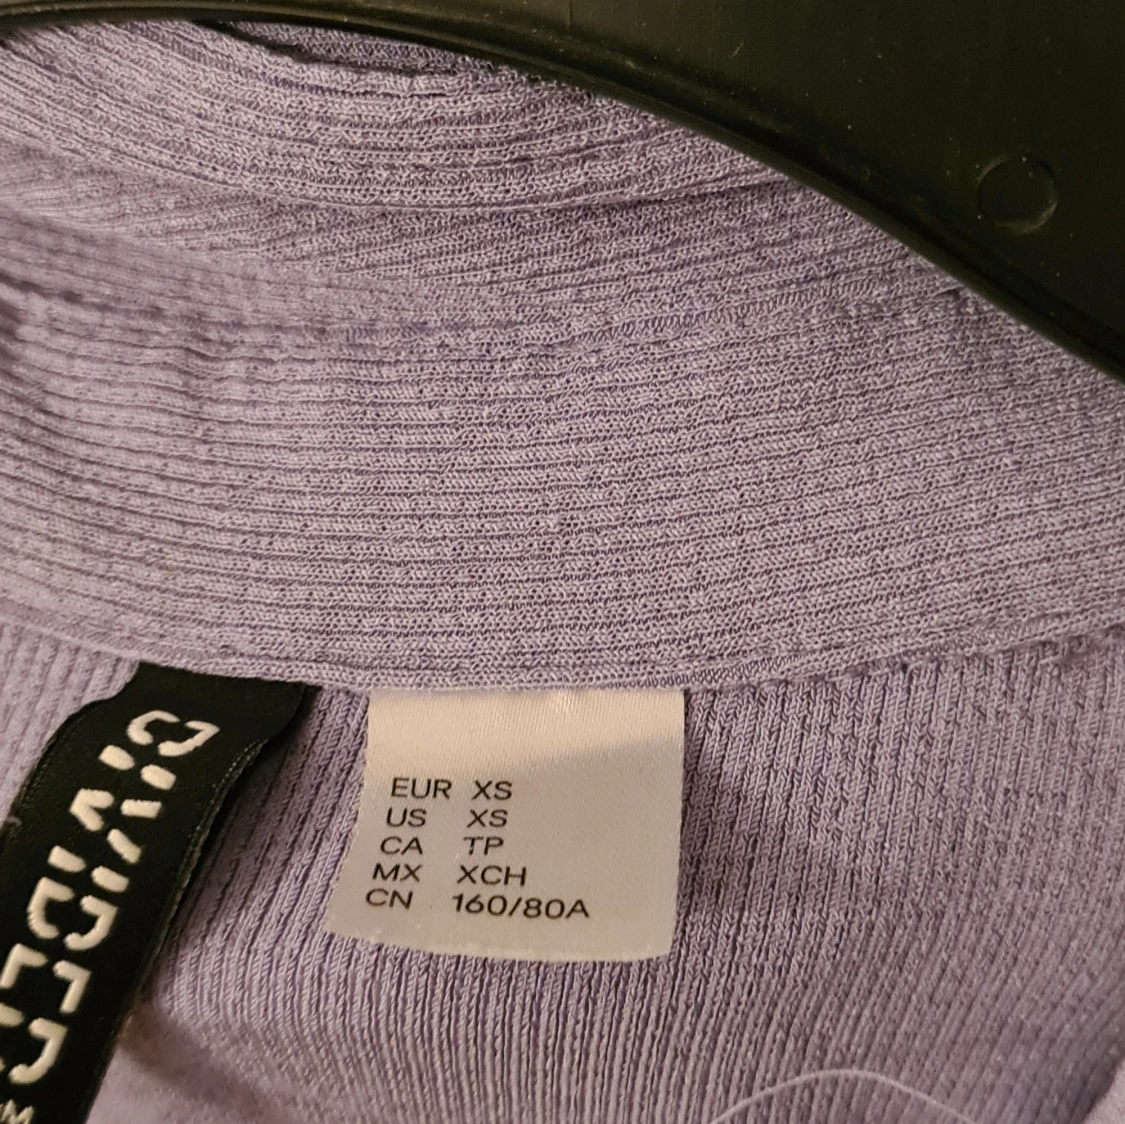 EUR XS
US XS
CA TP
MX XCH
CN 160/80A
DIVIDED